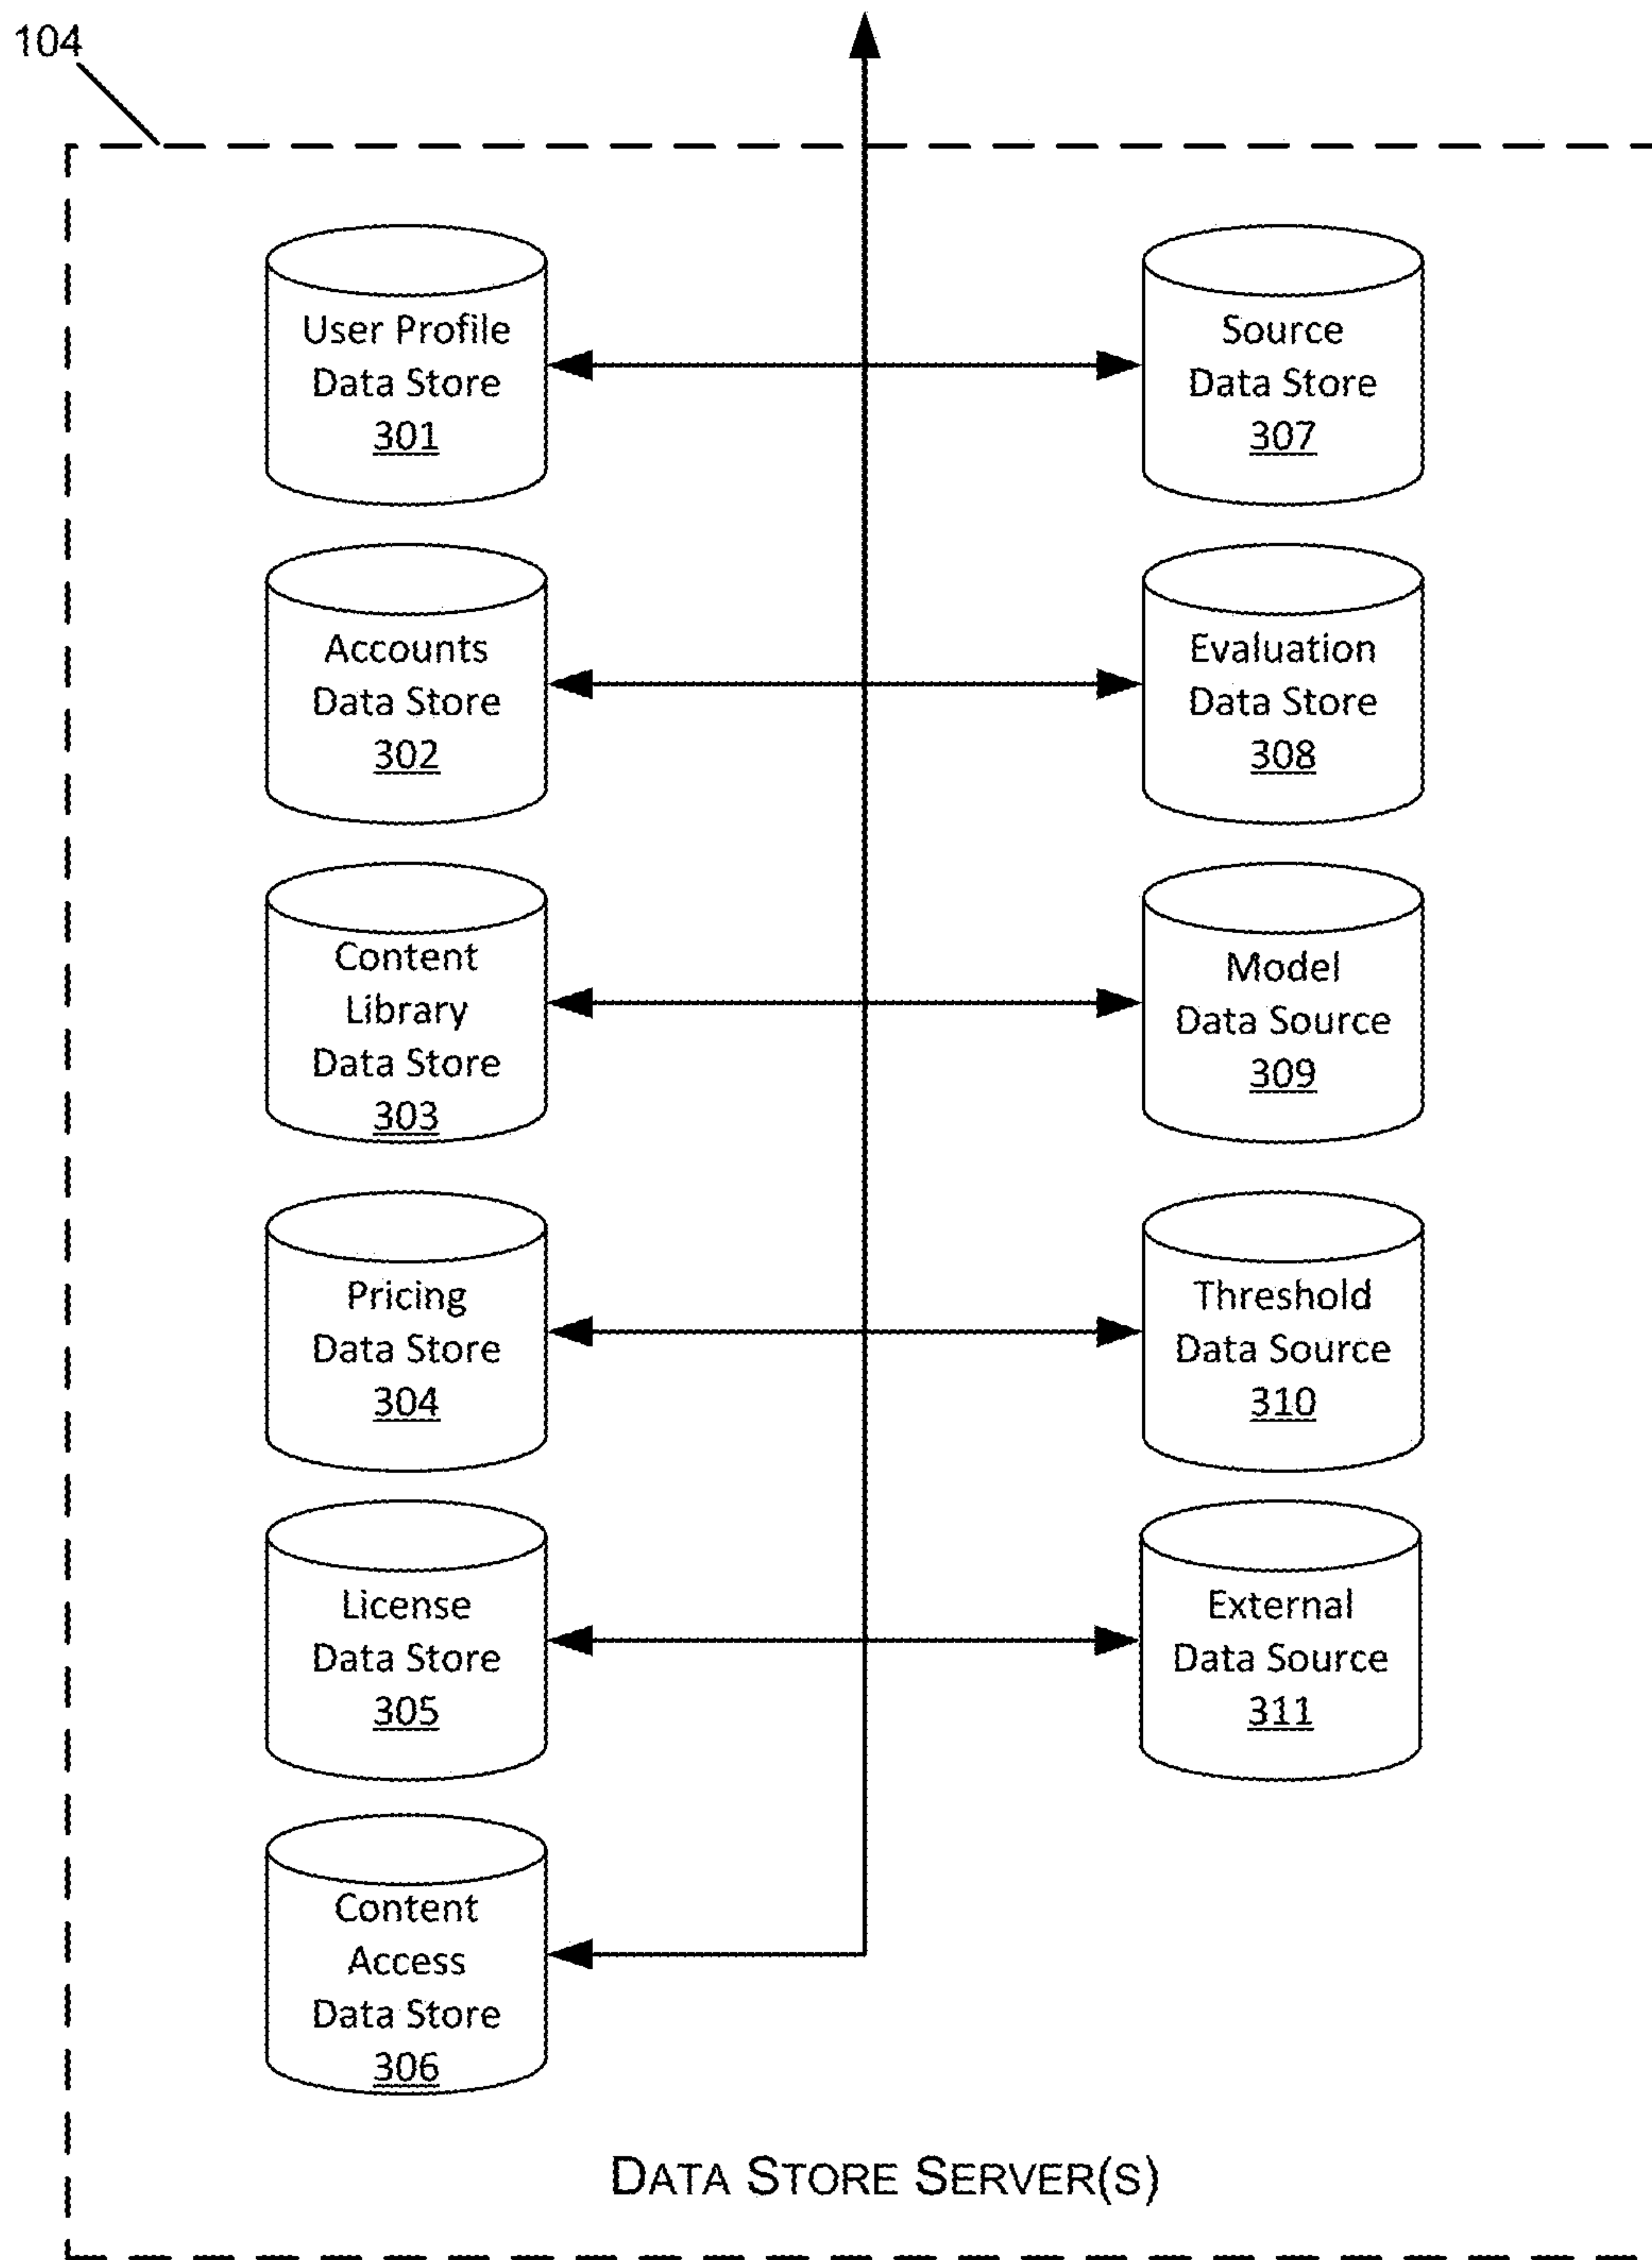 104
User Profile
Data Store
301
Source
Data Store
307
Accounts
Data Store
302
Evaluation
Data Store
308
Content
Library
Data Store
303
Model
Data Source
309
Pricing
Data Store
304
Threshold
Data Source
310
License
Data Store
305
External
Data Source
311
Content
Access
Data Store
306
DATA STORE SERVER(S)